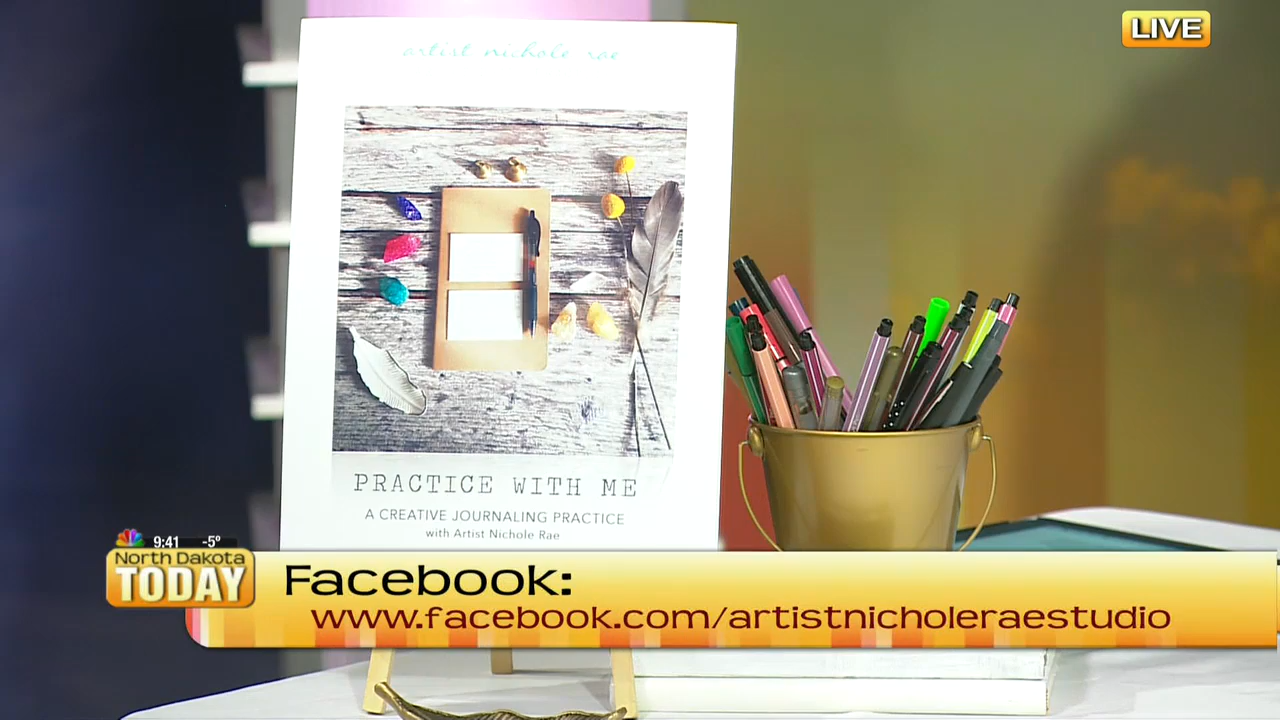 LIVE
artist nichole rae
PRACTICE WITH ME
A CREATIVE JOURNALING PRACTICE
with Artist Nichole Rae
9:41 -5°
North Dakota
TODAY
Facebook:
www.facebook.com/artistnicholeraestudio